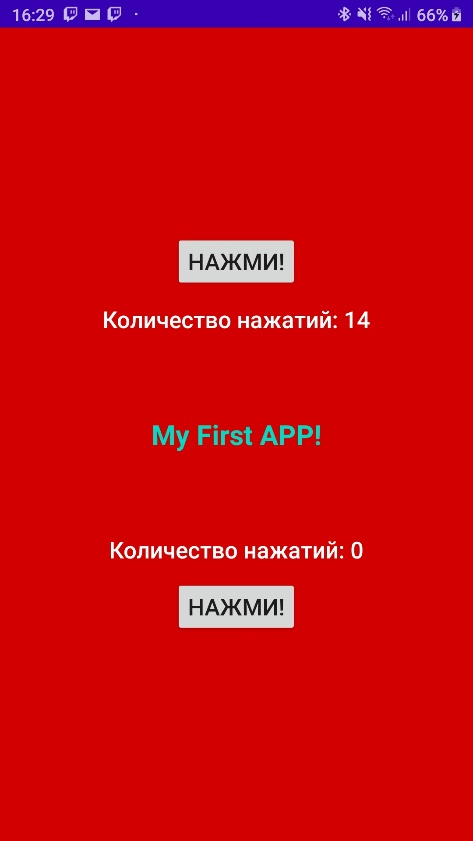 16:29 66%
НАЖМИ!
Количество нажатий: 14
My First APP!
Количество нажатий: 0
НАЖМИ!